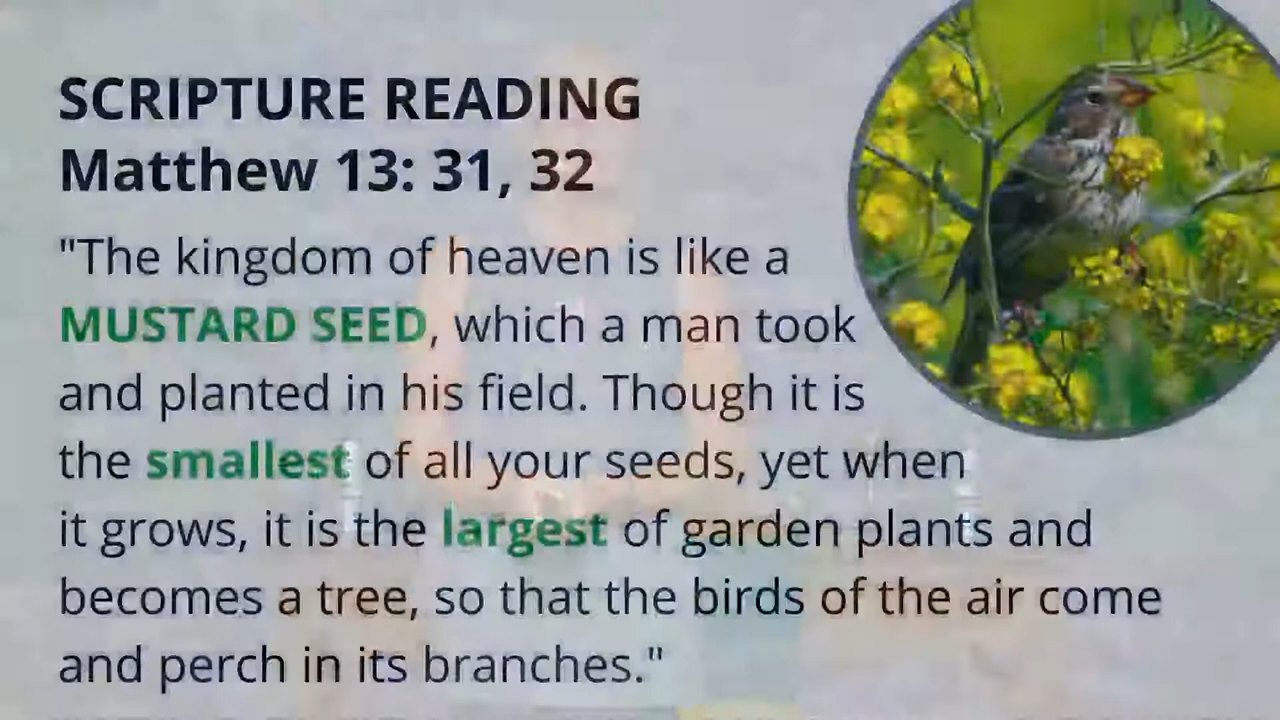 SCRIPTURE READING
Matthew 13: 31, 32
"The kingdom of heaven is like a
MUSTARD SEED, which a man took
and planted in his field. Though it is
the smallest of all your seeds, yet when
it grows, it is the largest of garden plants and
becomes a tree, so that the birds of the air come
and perch in its branches."